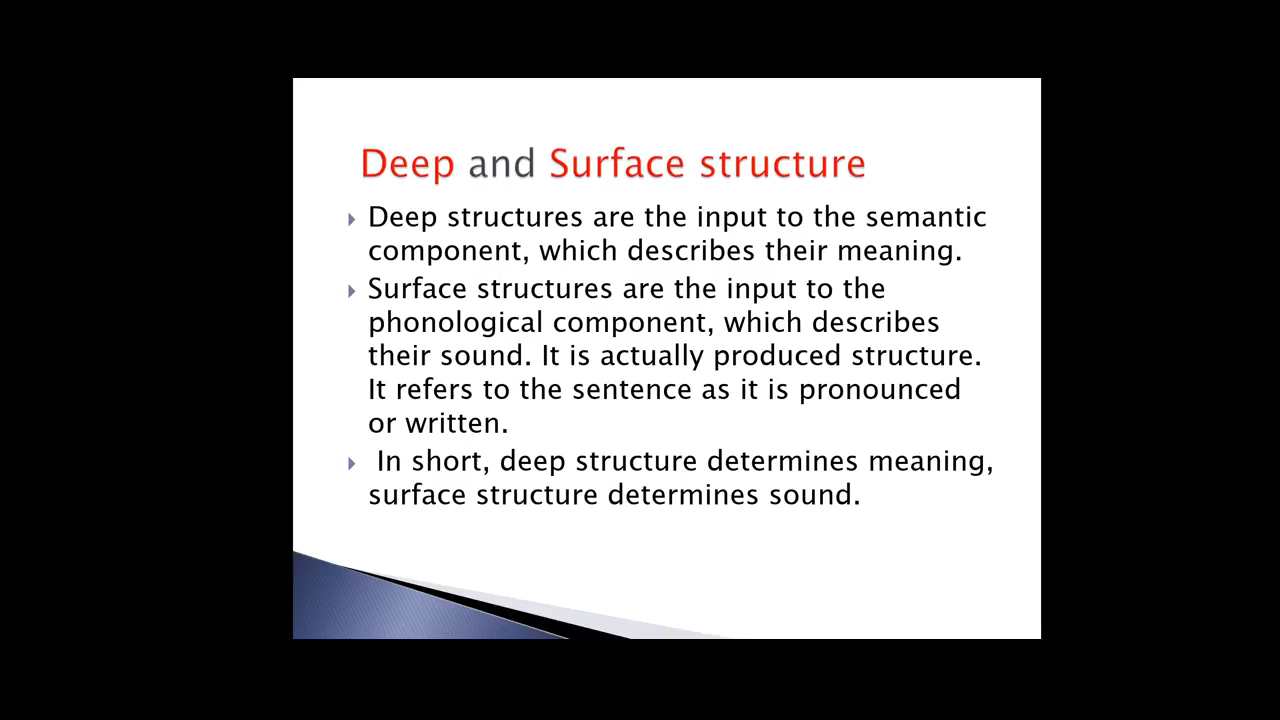 Deep and Surface structure
Deep structures are the input to the semantic
component, which describes their meaning.
Surface structures are the input to the
phonological component, which describes
their sound. It is actually produced structure.
It refers to the sentence as it is pronounced
or written.
In short, deep structure determines meaning,
surface structure determines sound.